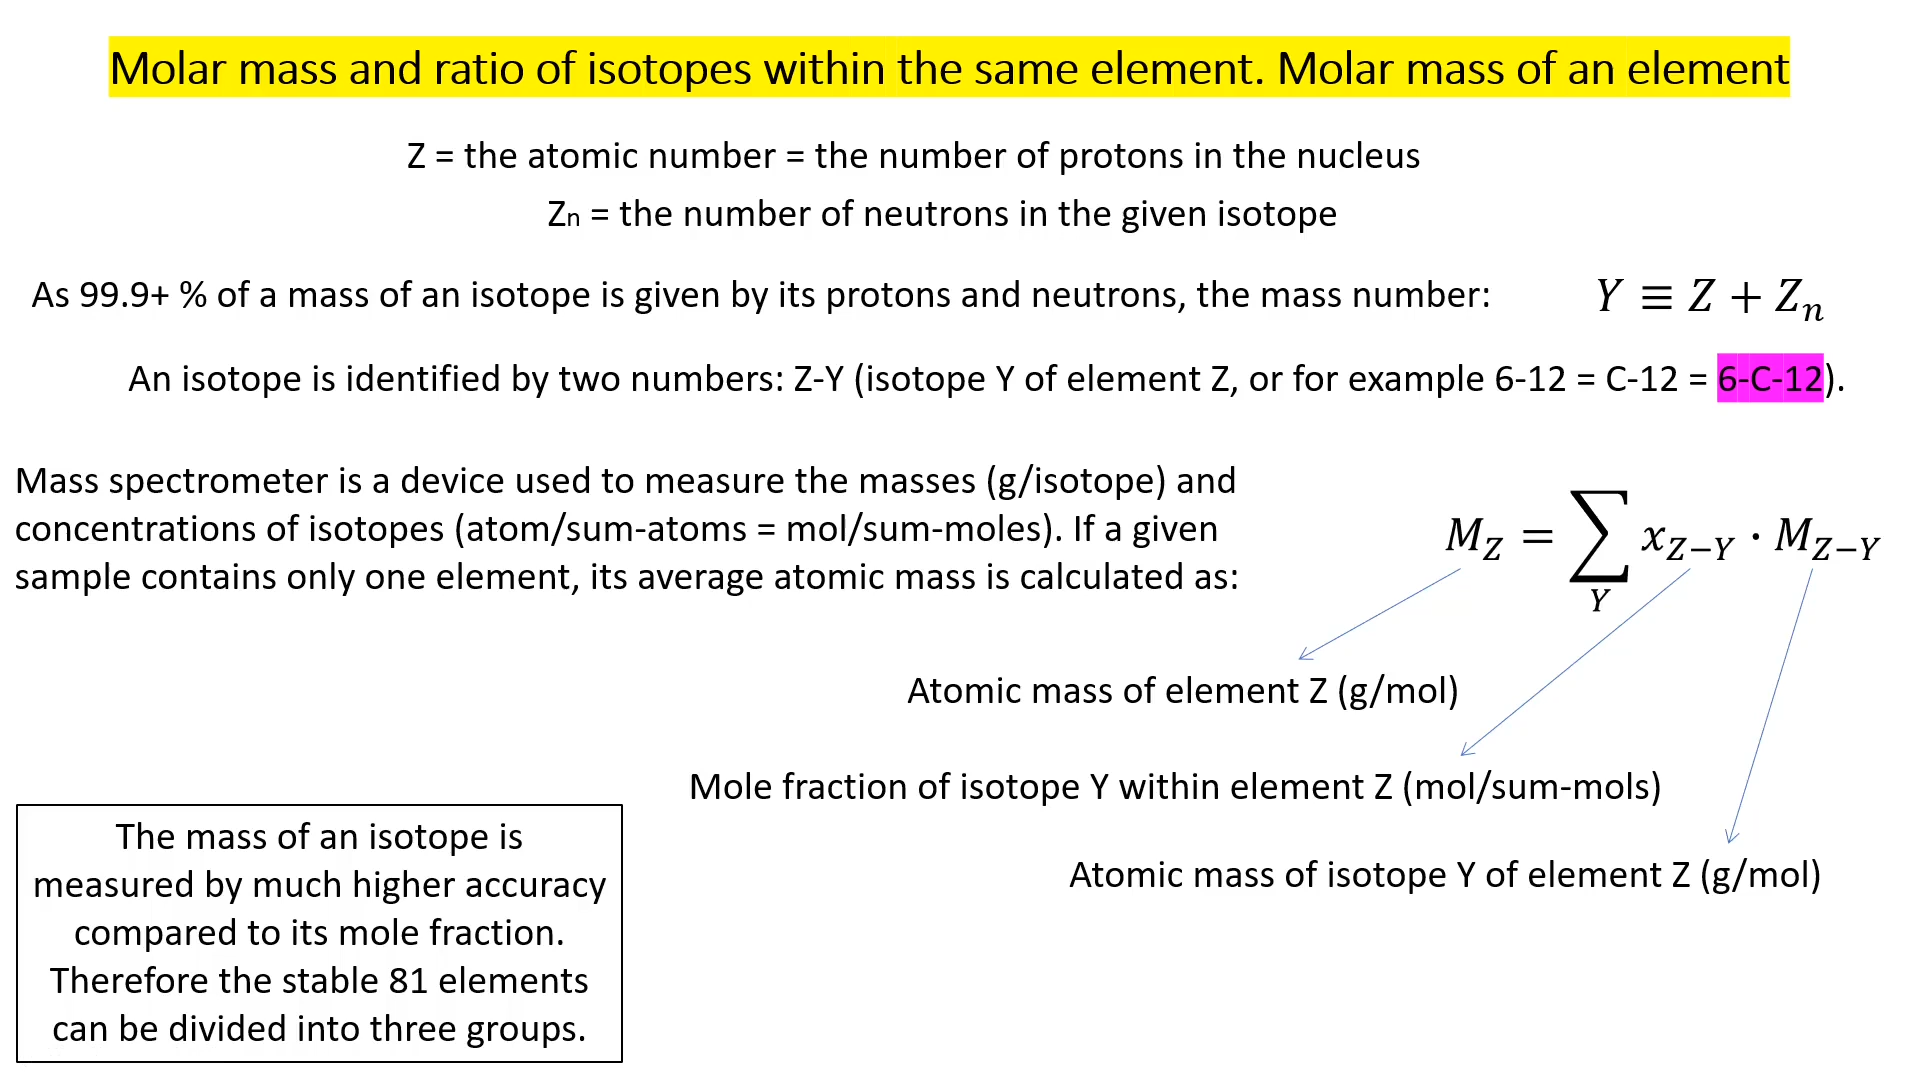 Molar mass and ratio of isotopes within the same element. Molar mass of an element
Z = the atomic number = the number of protons in the nucleus
Zn = the number of neutrons in the given isotope
As 99.9+ % of a mass of an isotope is given by its protons and neutrons, the mass number: Y ≡ Z + Zₙ
An isotope is identified by two numbers: Z-Y (isotope Y of element Z, or for example 6-12 = C-12 = 6-C-12).
Mass spectrometer is a device used to measure the masses (g/isotope) and
concentrations of isotopes (atom/sum-atoms = mol/sum-moles). If a given
sample contains only one element, its average atomic mass is calculated as:
M_Z = ∑_Y x_{Z−Y} · M_{Z−Y}
Atomic mass of element Z (g/mol)
Mole fraction of isotope Y within element Z (mol/sum-mols)
Atomic mass of isotope Y of element Z (g/mol)
The mass of an isotope is
measured by much higher accuracy
compared to its mole fraction.
Therefore the stable 81 elements
can be divided into three groups.